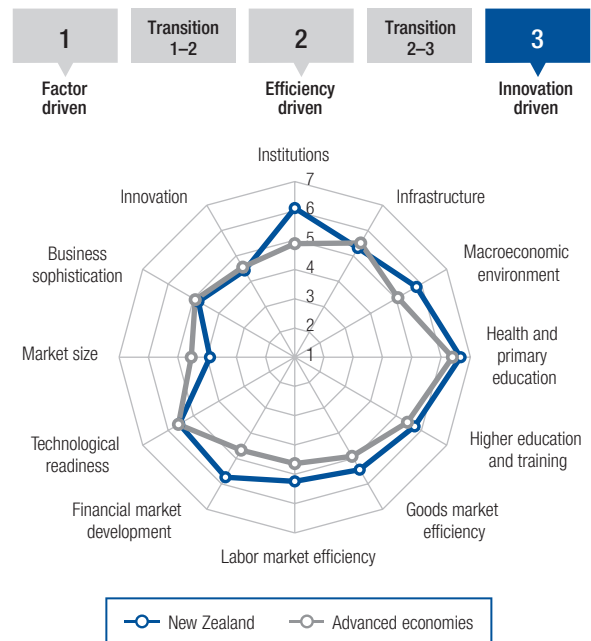 1
Transition
1–2
2
Transition
2–3
3
Factor
driven
Efficiency
driven
Innovation
driven
Institutions
Infrastructure
Macroeconomic
environment
Health and
primary
education
Higher education
and training
Goods market
efficiency
Labor market efficiency
Financial market
development
Technological
readiness
Market size
Business
sophistication
Innovation
7
6
5
4
3
2
1
New Zealand
Advanced economies